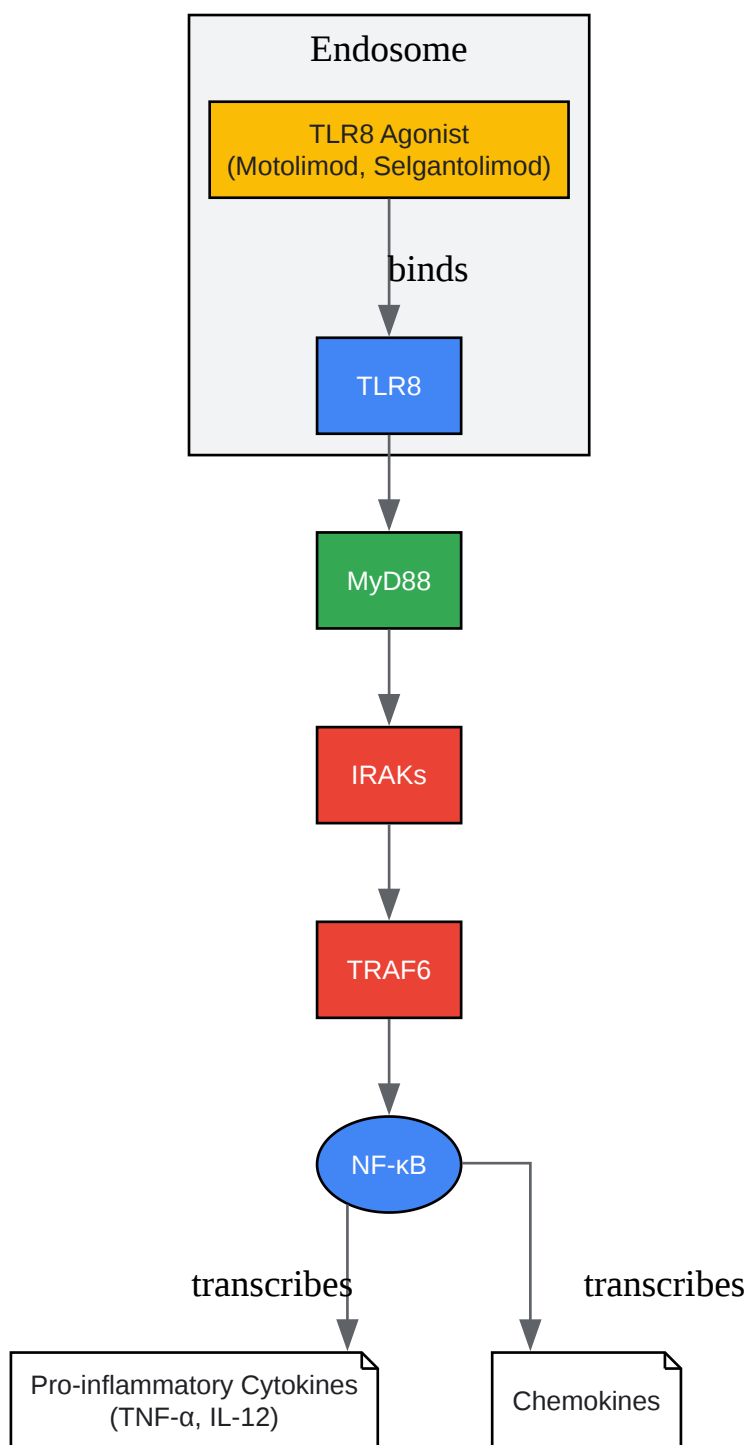 Endosome
TLR8 Agonist
(Motolimod, Selgantolimod)
binds
TLR8
MyD88
IRAKs
TRAF6
NF-κB
transcribes
transcribes
Pro-inflammatory Cytokines
(TNF-α, IL-12)
Chemokines